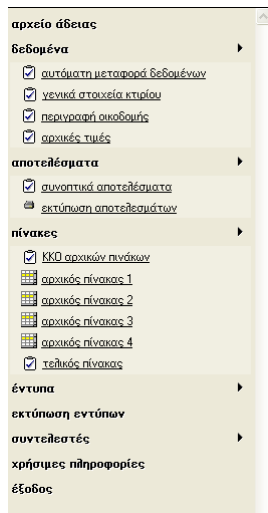 αρχείο άδειας
δεδομένα
αυτόματη μεταφορά δεδομένων
γενικά στοιχεία κτιρίου
περιγραφή οικοδομής
αρχικές τιμές
αποτελέσματα
συνοπτικά αποτελέσματα
εκτύπωση αποτελεσμάτων
πίνακες
ΚΚΟ αρχικών πινάκων
αρχικός πίνακας 1
αρχικός πίνακας 2
αρχικός πίνακας 3
αρχικός πίνακας 4
τελικός πίνακας
έντυπα
εκτύπωση εντύπων
συντελεστές
χρήσιμες πληροφορίες
έξοδος